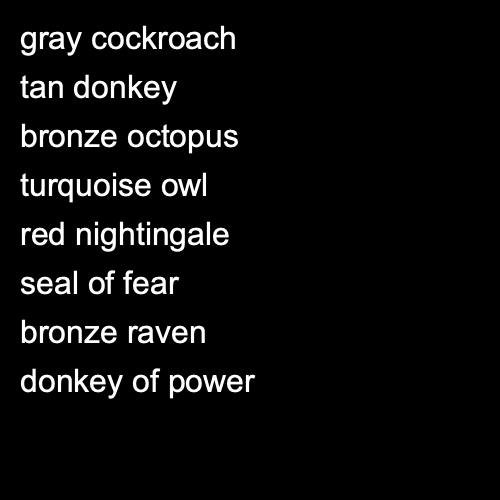 gray cockroach
tan donkey
bronze octopus
turquoise owl
red nightingale
seal of fear
bronze raven
donkey of power